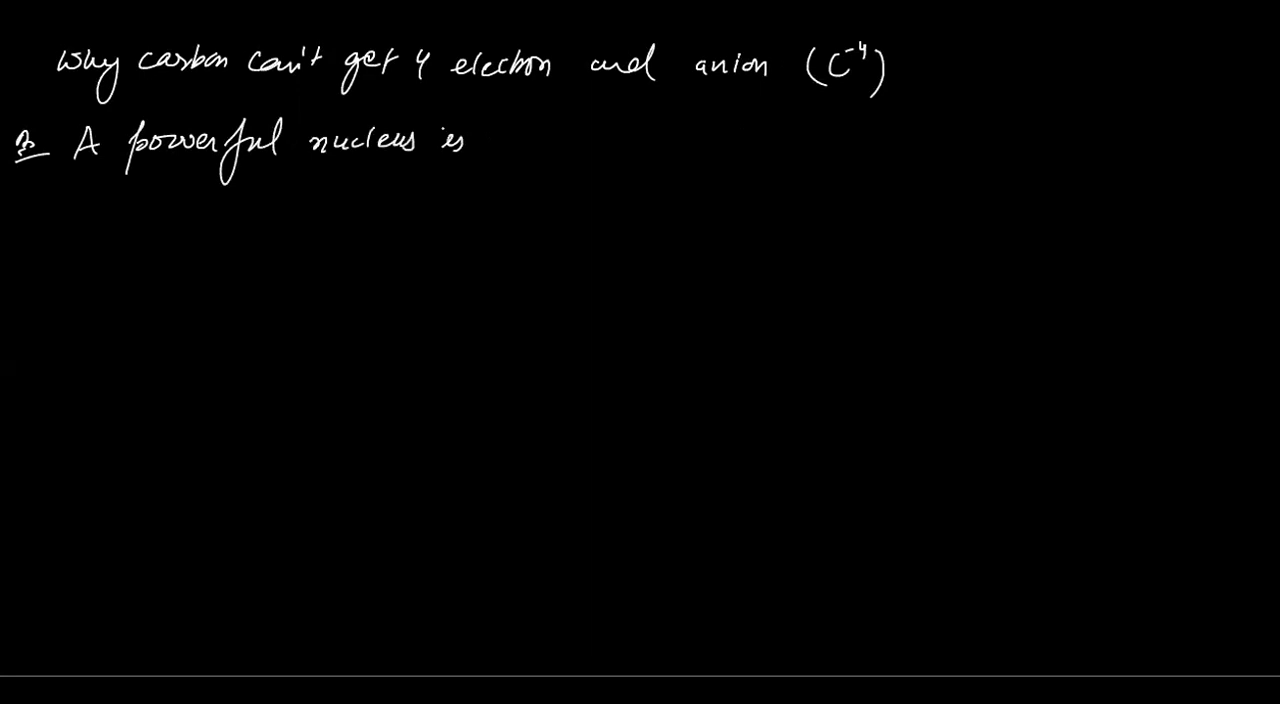 Why carbon can't get 4 electron and anion (C⁻⁴)
A powerful nucleus is